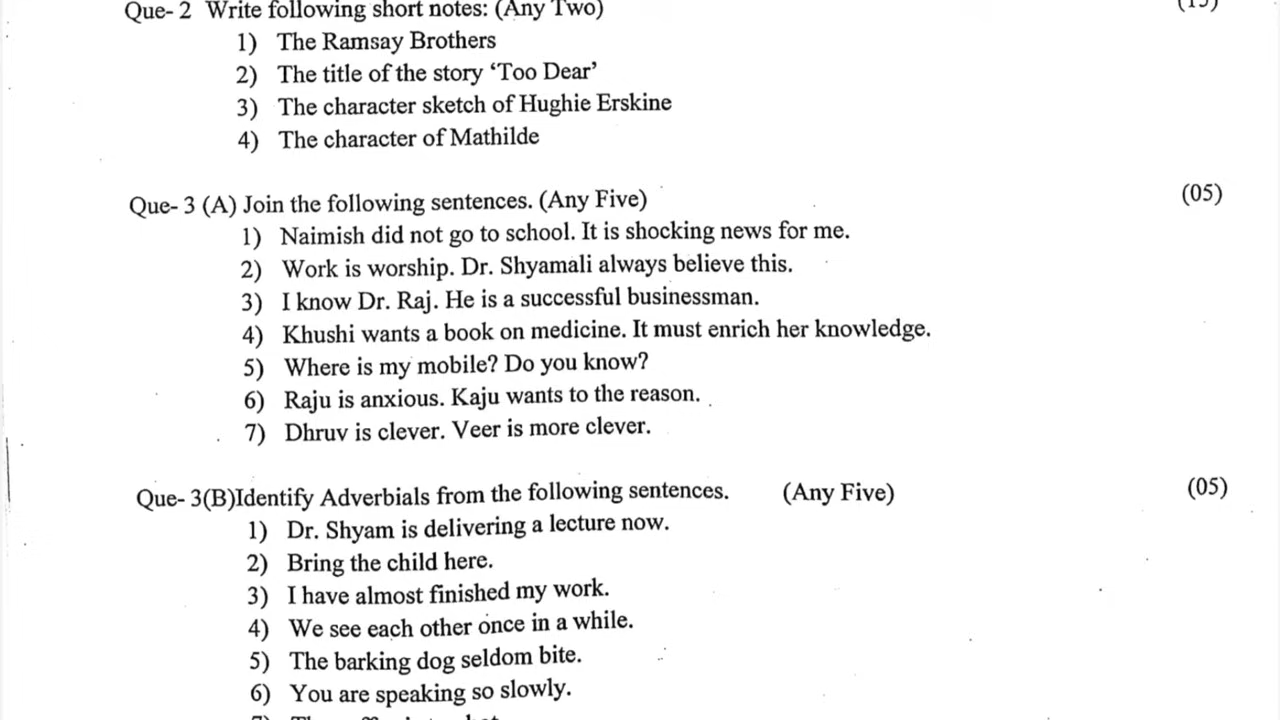 Que- 2 Write following short notes: (Any Two) (15)
1) The Ramsay Brothers
2) The title of the story ‘Too Dear’
3) The character sketch of Hughie Erskine
4) The character of Mathilde
Que- 3 (A) Join the following sentences. (Any Five) (05)
1) Naimish did not go to school. It is shocking news for me.
2) Work is worship. Dr. Shyamali always believe this.
3) I know Dr. Raj. He is a successful businessman.
4) Khushi wants a book on medicine. It must enrich her knowledge.
5) Where is my mobile? Do you know?
6) Raju is anxious. Kaju wants to the reason.
7) Dhruv is clever. Veer is more clever.
Que- 3(B)Identify Adverbials from the following sentences. (Any Five) (05)
1) Dr. Shyam is delivering a lecture now.
2) Bring the child here.
3) I have almost finished my work.
4) We see each other once in a while.
5) The barking dog seldom bite.
6) You are speaking so slowly.
7)